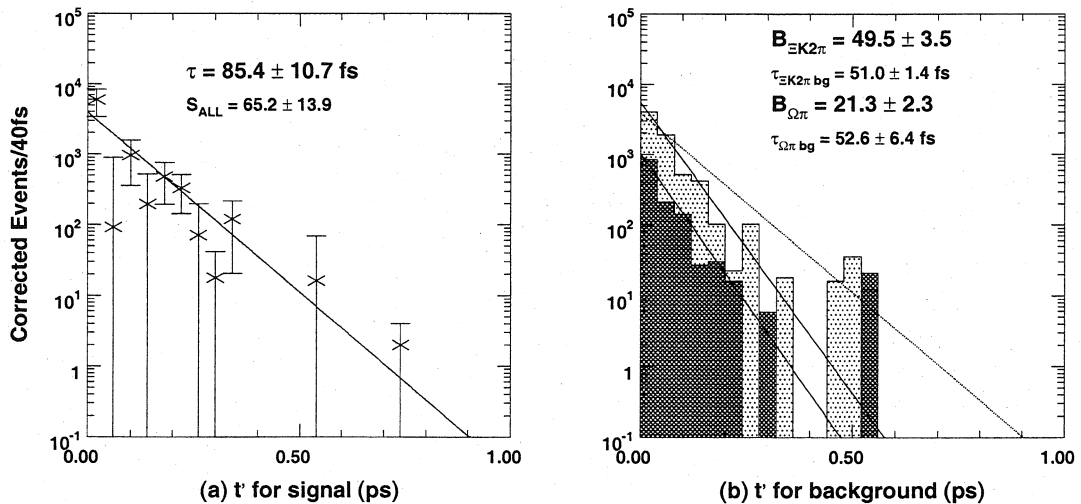 10^5
10^4
10^3
10^2
10^1
1
10^-1
Corrected Events/40fs
τ = 85.4 ± 10.7 fs
S_ALL = 65.2 ± 13.9
0.00
0.50
1.00
(a) t' for signal (ps)
10^5
10^4
10^3
10^2
10^1
1
10^-1
B_ΞK2π = 49.5 ± 3.5
τ_ΞK2π bg = 51.0 ± 1.4 fs
B_Ωπ = 21.3 ± 2.3
τ_Ωπ bg = 52.6 ± 6.4 fs
0.00
0.50
1.00
(b) t' for background (ps)